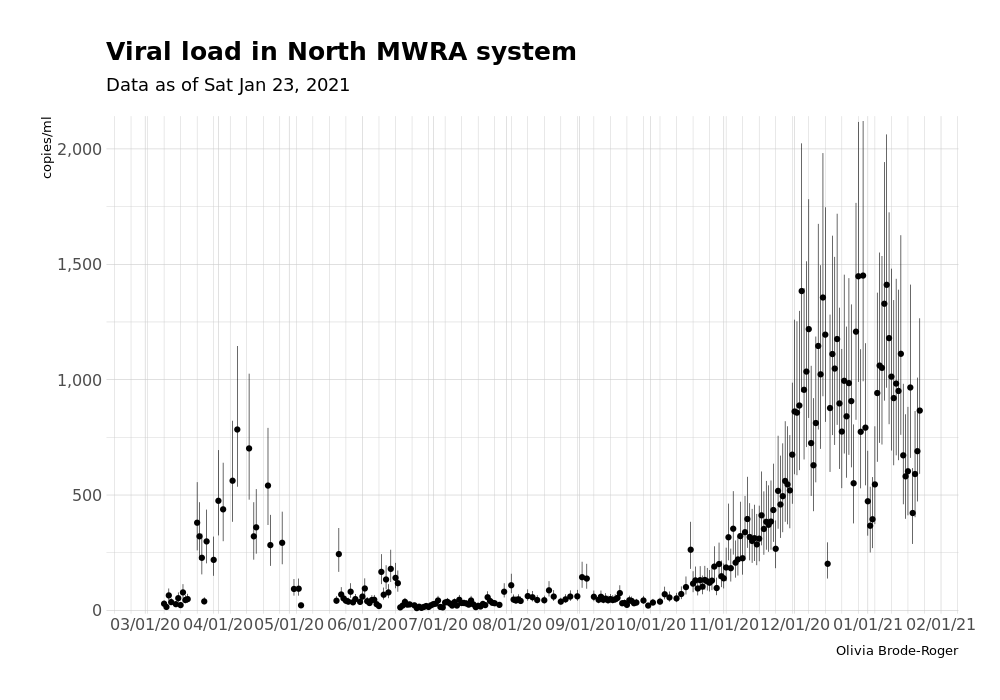 Viral load in North MWRA system
Data as of Sat Jan 23, 2021
copies/ml
2,000
1,500
1,000
500
0
03/01/20 04/01/20 05/01/20 06/01/20 07/01/20 08/01/20 09/01/20 10/01/20 11/01/20 12/01/20 01/01/21 02/01/21
Olivia Brode-Roger